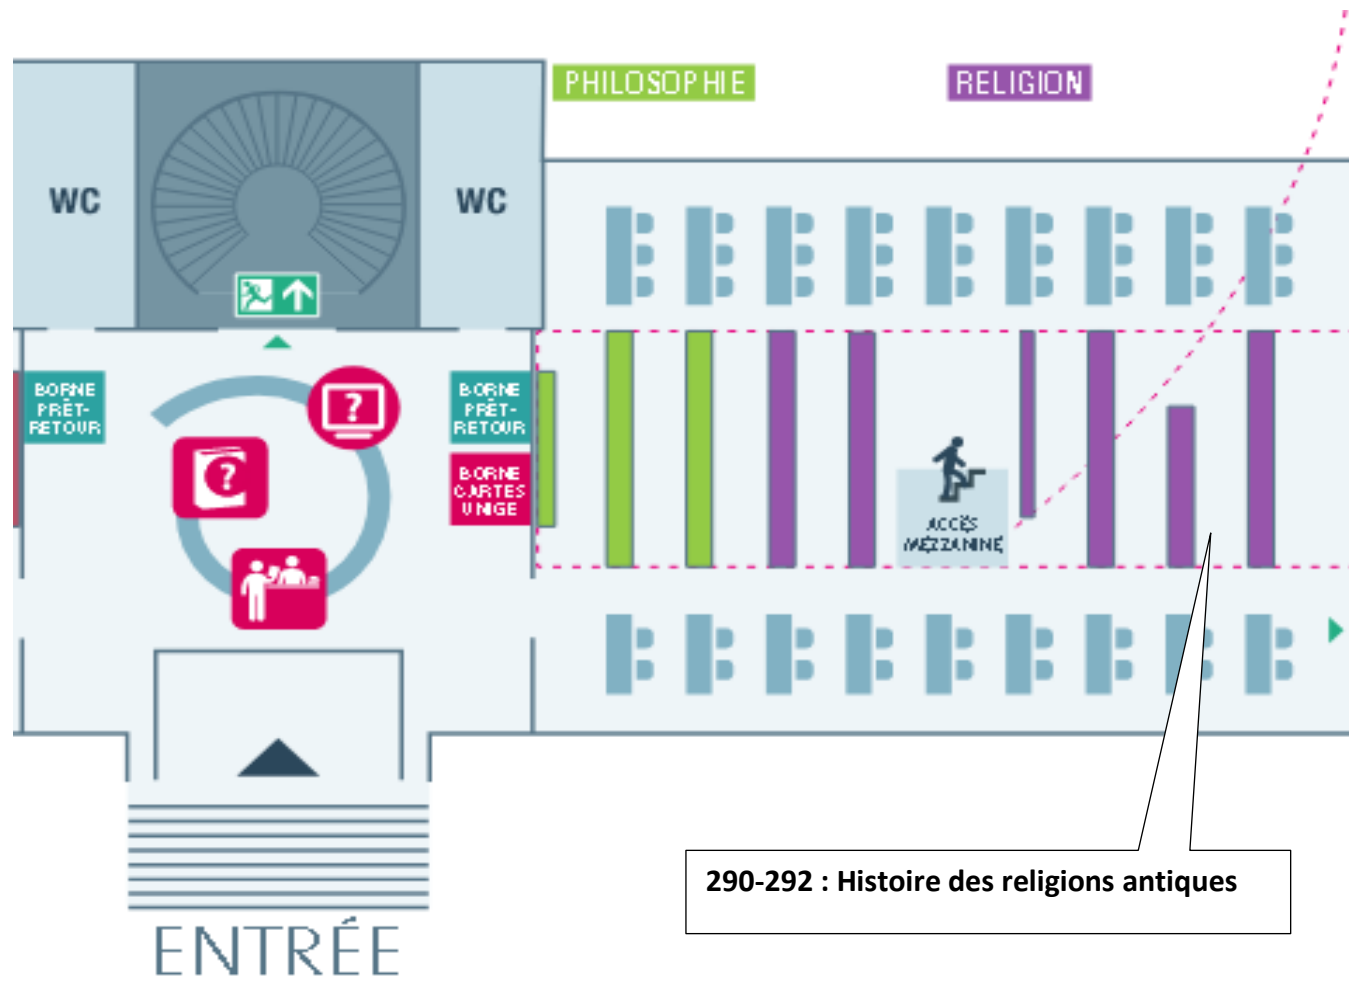 PHILOSOPHIE
RELIGION
WC
WC
BORNE
PRÊT-
RETOUR
BORNE
PRÊT-
RETOUR
?
?
BORNE
CARTES
UNIGE
ACCÈS
MEZZANINE
290-292 : Histoire des religions antiques
ENTRÉE